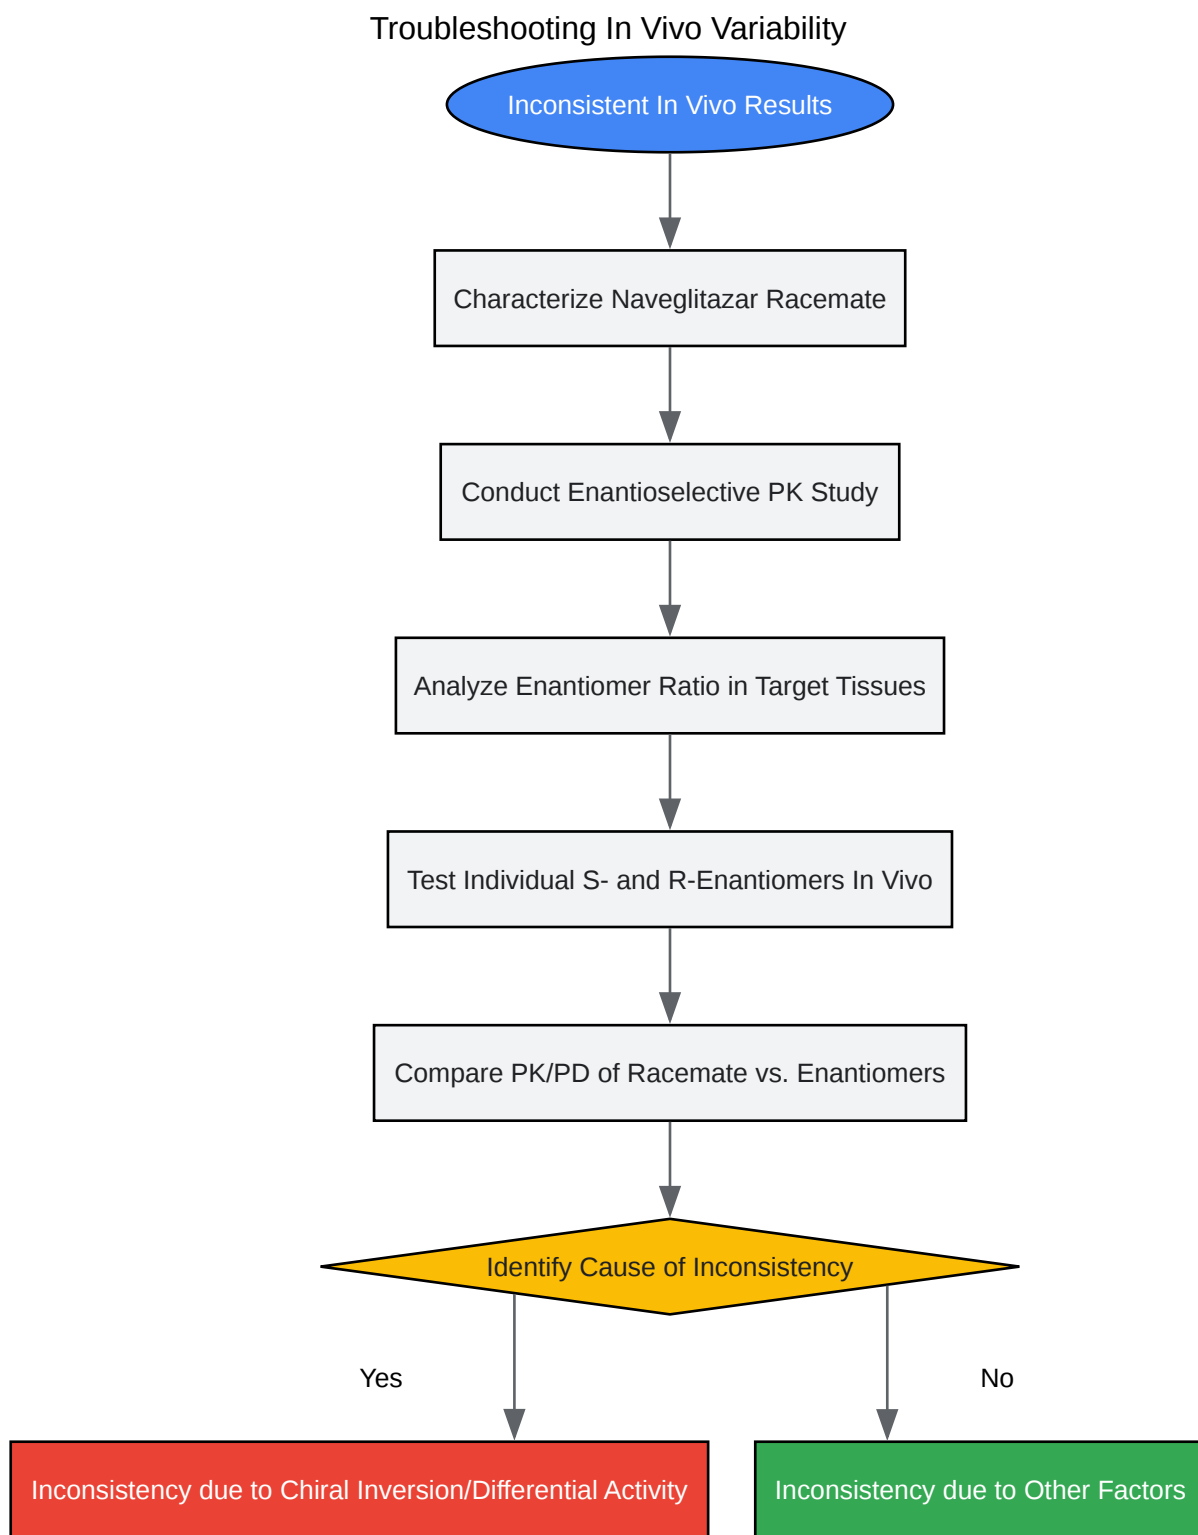 Troubleshooting In Vivo Variability
Inconsistent In Vivo Results
Characterize Naveglitazar Racemate
Conduct Enantioselective PK Study
Analyze Enantiomer Ratio in Target Tissues
Test Individual S- and R-Enantiomers In Vivo
Compare PK/PD of Racemate vs. Enantiomers
Identify Cause of Inconsistency
Yes
No
Inconsistency due to Chiral Inversion/Differential Activity
Inconsistency due to Other Factors